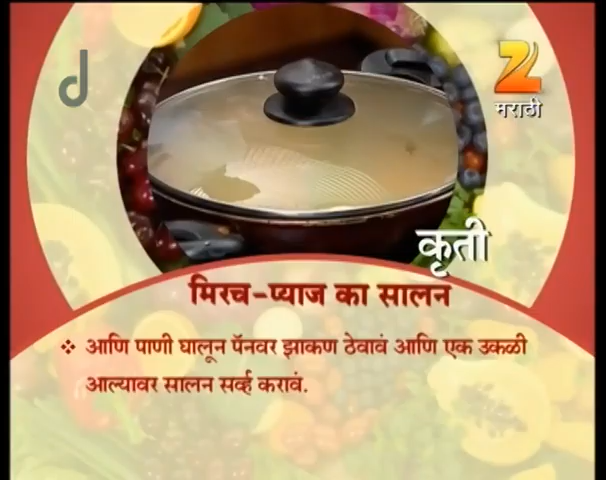 मराठी
कृती
मिरच-प्याज का सालन
❖ आणि पाणी घालून पॅनवर झाकण ठेवावं आणि एक उकळी
आल्यावर सालन सर्व्ह करावं.